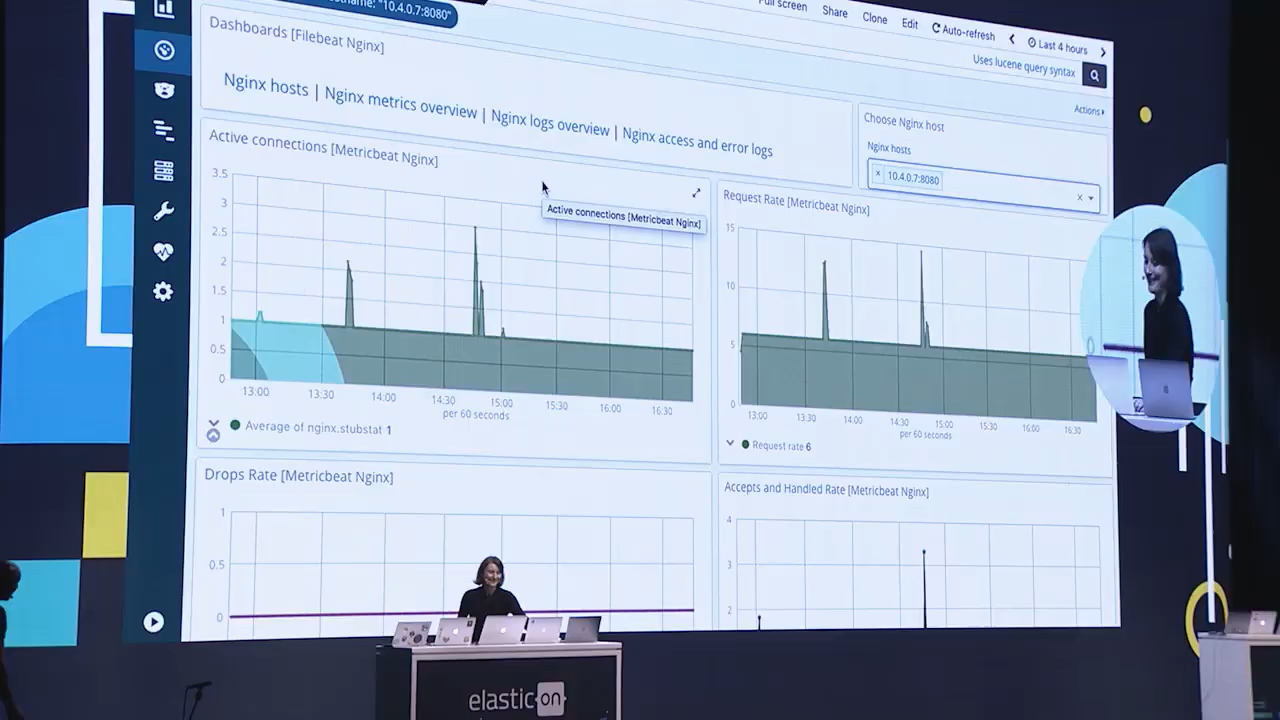 name: "10.4.0.7:8080"
Full screen Share Clone Edit Auto-refresh Last 4 hours
Uses lucene query syntax
Actions
Dashboards [Filebeat Nginx]
Nginx hosts | Nginx metrics overview | Nginx logs overview | Nginx access and error logs
Choose Nginx host
Nginx hosts
× 10.4.0.7:8080 ×
Active connections [Metricbeat Nginx]
Active connections [Metricbeat Nginx]
3.5
3
2.5
2
1.5
1
0.5
0
13:00 13:30 14:00 14:30 15:00 15:30 16:00 16:30
per 60 seconds
Average of nginx.stubstat 1
Request Rate [Metricbeat Nginx]
15
10
5
0
13:00 13:30 14:00 14:30 15:00 15:30 16:00 16:30
per 60 seconds
Request rate 6
Drops Rate [Metricbeat Nginx]
1
0.5
0
Accepts and Handled Rate [Metricbeat Nginx]
4
3
2
0
elastic on